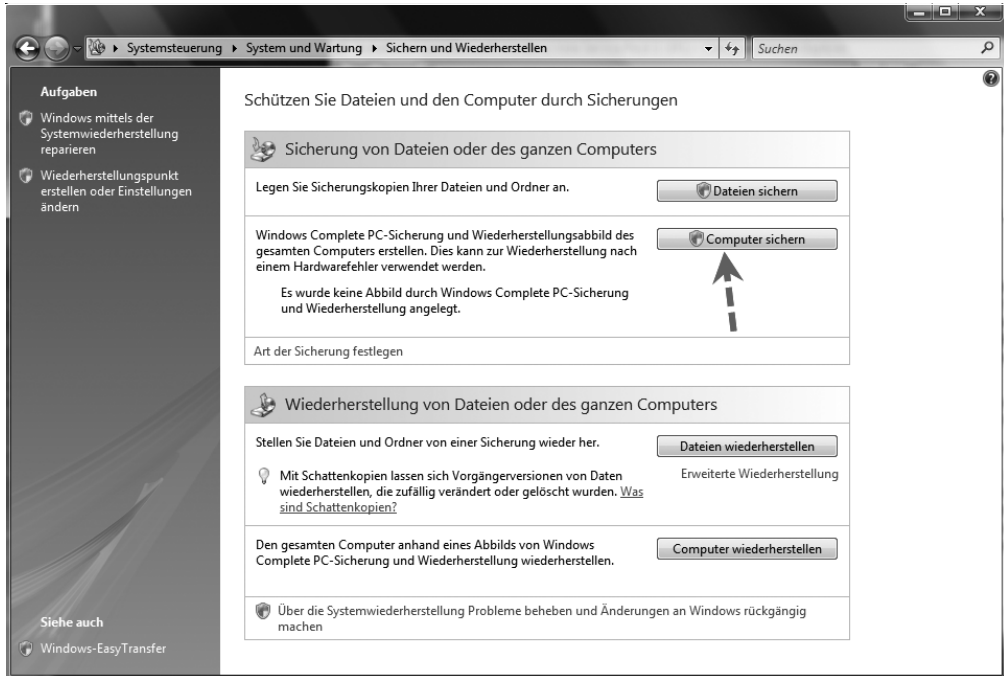 Systemsteuerung ▸ System und Wartung ▸ Sichern und Wiederherstellen
Suchen
Aufgaben
Windows mittels der
Systemwiederherstellung
reparieren
Wiederherstellungspunkt
erstellen oder Einstellungen
ändern
Schützen Sie Dateien und den Computer durch Sicherungen
Sicherung von Dateien oder des ganzen Computers
Legen Sie Sicherungskopien Ihrer Dateien und Ordner an.
Dateien sichern
Windows Complete PC-Sicherung und Wiederherstellungsabbild des
gesamten Computers erstellen. Dies kann zur Wiederherstellung nach
einem Hardwarefehler verwendet werden.
Computer sichern
Es wurde keine Abbild durch Windows Complete PC-Sicherung
und Wiederherstellung angelegt.
Art der Sicherung festlegen
Wiederherstellung von Dateien oder des ganzen Computers
Stellen Sie Dateien und Ordner von einer Sicherung wieder her.
Dateien wiederherstellen
Erweiterte Wiederherstellung
Mit Schattenkopien lassen sich Vorgängerversionen von Daten
wiederherstellen, die zufällig verändert oder gelöscht wurden. Was
sind Schattenkopien?
Den gesamten Computer anhand eines Abbilds von Windows
Complete PC-Sicherung und Wiederherstellung wiederherstellen.
Computer wiederherstellen
Über die Systemwiederherstellung Probleme beheben und Änderungen an Windows rückgängig
machen
Siehe auch
Windows-EasyTransfer